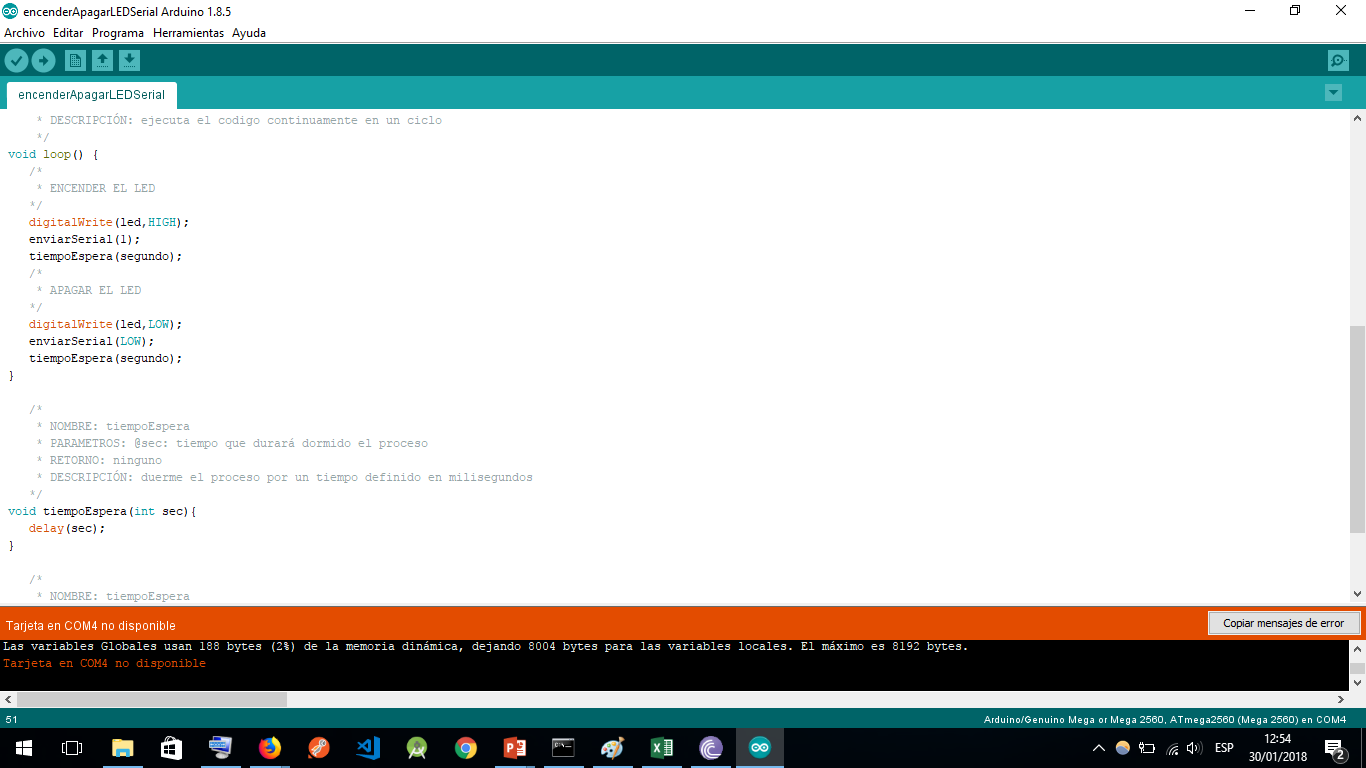 encenderApagarLEDSerial Arduino 1.8.5
Archivo Editar Programa Herramientas Ayuda
encenderApagarLEDSerial
* DESCRIPCIÓN: ejecuta el codigo continuamente en un ciclo
*/
void loop() {
/*
* ENCENDER EL LED
*/
digitalWrite(led,HIGH);
enviarSerial(1);
tiempoEspera(segundo);
/*
* APAGAR EL LED
*/
digitalWrite(led,LOW);
enviarSerial(LOW);
tiempoEspera(segundo);
}
/*
* NOMBRE: tiempoEspera
* PARAMETROS: @sec: tiempo que durará dormido el proceso
* RETORNO: ninguno
* DESCRIPCIÓN: duerme el proceso por un tiempo definido en milisegundos
*/
void tiempoEspera(int sec){
delay(sec);
}
/*
* NOMBRE: tiempoEspera
Tarjeta en COM4 no disponible
Copiar mensajes de error
Las variables Globales usan 188 bytes (2%) de la memoria dinámica, dejando 8004 bytes para las variables locales. El máximo es 8192 bytes.
Tarjeta en COM4 no disponible
51
Arduino/Genuino Mega or Mega 2560, ATmega2560 (Mega 2560) en COM4
ESP
12:54
30/01/2018
2